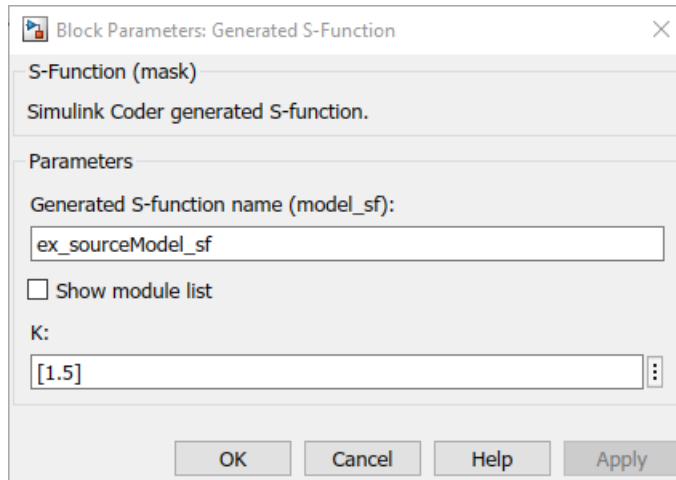 Block Parameters: Generated S-Function
S-Function (mask)
Simulink Coder generated S-function.
Parameters
Generated S-function name (model_sf):
ex_sourceModel_sf
Show module list
K:
[1.5]
OK Cancel Help Apply